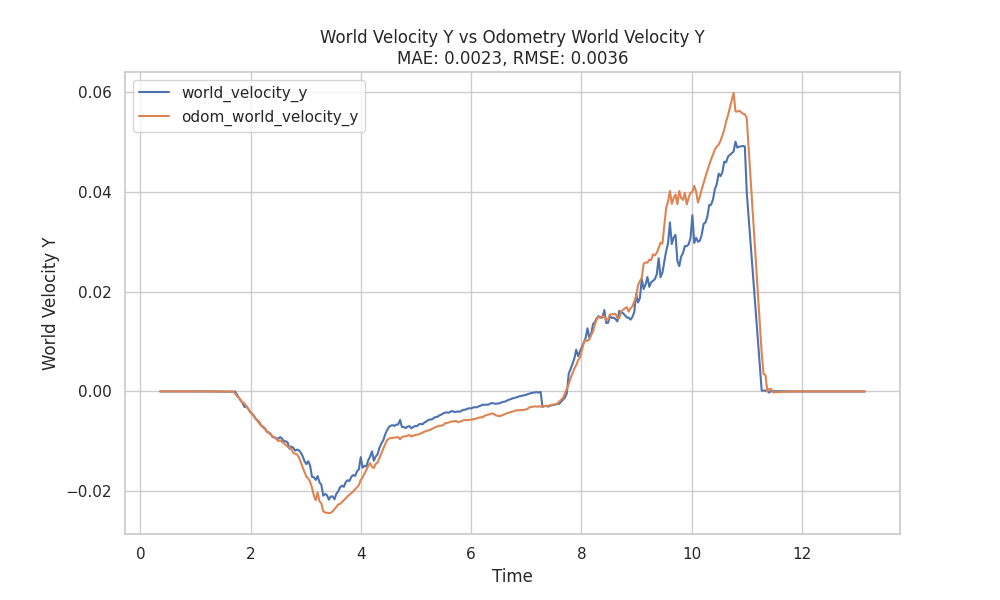 World Velocity Y vs Odometry World Velocity Y
MAE: 0.0023, RMSE: 0.0036
world_velocity_y
odom_world_velocity_y
World Velocity Y
0.06
0.04
0.02
0.00
−0.02
0 2 4 6 8 10 12
Time